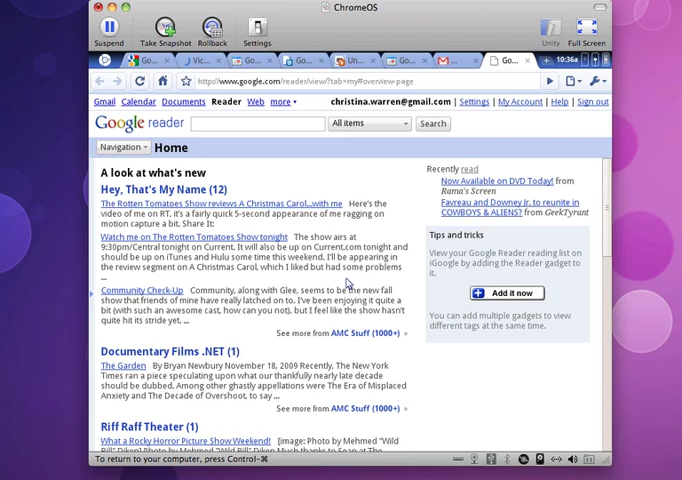 ChromeOS
Suspend
Take Snapshot
Rollback
Settings
Unity
Full Screen
Go...
Vic...
Go...
Go...
Un...
Go...
M...
Go...
10:36a
http://www.google.com/reader/view/?tab=my#overview-page
Gmail Calendar Documents Reader Web more
christina.warren@gmail.com | Settings | My Account | Help | Sign out
Google reader
All items
Search
Navigation
Home
A look at what's new
Hey, That's My Name (12)
The Rotten Tomatoes Show reviews A Christmas Carol...with me Here's the
video of me on RT, it's a fairly quick 5-second appearance of me ragging on
motion capture a bit. Share It:
Watch me on The Rotten Tomatoes Show tonight The show airs at
9:30pm/Central tonight on Current. It will also be up on Current.com tonight and
should be up on iTunes and Hulu some time this weekend. I'll be appearing in
the review segment on A Christmas Carol, which I liked but had some problems
...
Community Check-Up Community, along with Glee, seems to be the new fall
show that friends of mine have really latched on to. I've been enjoying it quite a
bit (with such an awesome cast, how can you not), but I feel like the show hasn't
quite hit its stride yet. ...
See more from AMC Stuff (1000+) »
Documentary Films .NET (1)
The Garden By Bryan Newbury November 18, 2009 Recently, The New York
Times ran a piece speculating upon what our thankfully nearly late decade
should be dubbed. Among other ghastly appellations were The Era of Misplaced
Anxiety and The Decade of Overshoot, to say ...
See more from AMC Stuff (1000+) »
Riff Raff Theater (1)
What a Rocky Horror Picture Show Weekend! [image: Photo by Mehmed "Wild
Recently read
Now Available on DVD Today! from
Rama's Screen
Favreau and Downey Jr. to reunite in
COWBOYS & ALIENS? from GeekTyrant
Tips and tricks
View your Google Reader reading list on
iGoogle by adding the Reader gadget to
it.
Add it now
You can add multiple gadgets to view
different tags at the same time.
To return to your computer, press Control-⌘